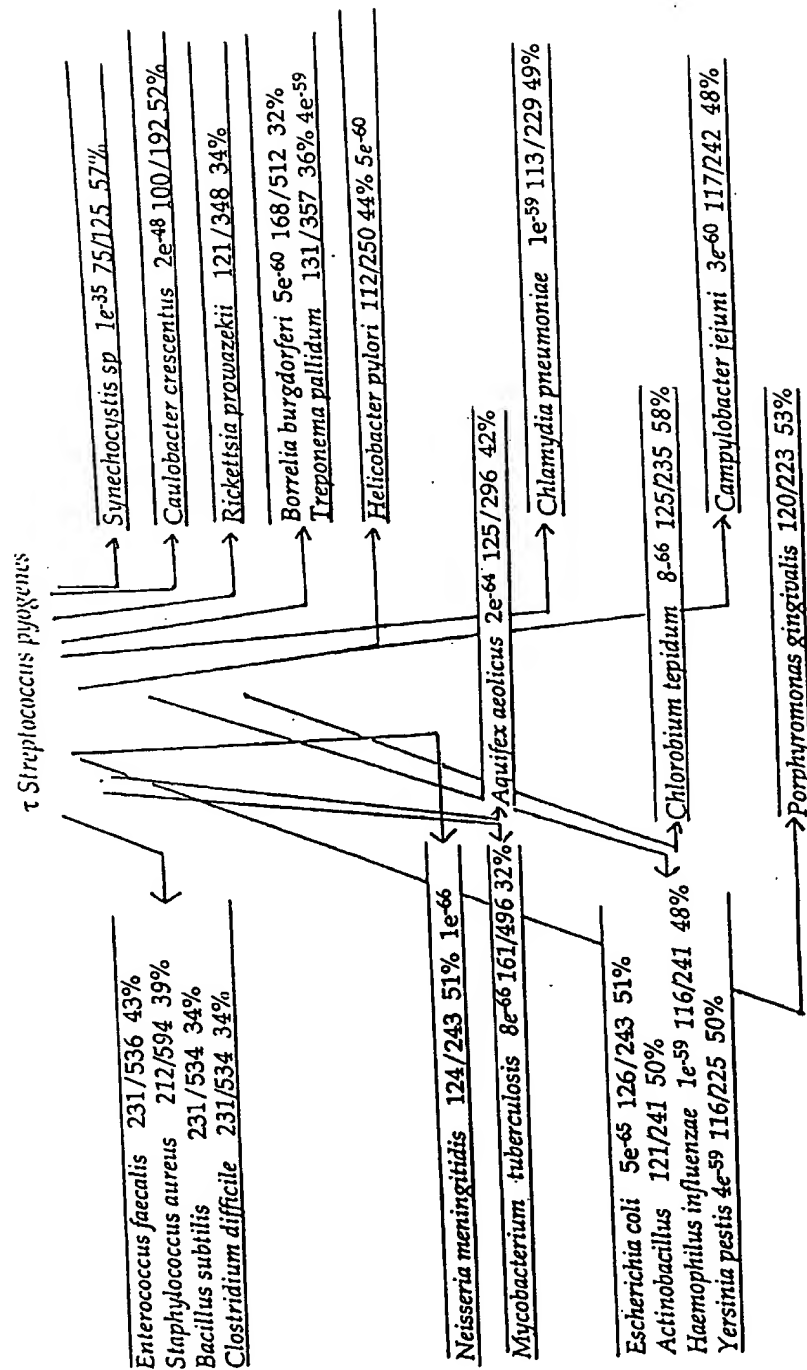 τ Streptococcus pyogenes
Enterococcus faecalis 231/536 43%
Staphylococcus aureus 212/594 39%
Bacillus subtilis 231/534 34%
Clostridium difficile 231/534 34%
Neisseria meningitidis 124/243 51% 1e-66
Mycobacterium tuberculosis 8e-66 161/496 32%
Escherichia coli 5e-65 126/243 51%
Actinobacillus 121/241 50%
Haemophilus influenzae 1e-59 116/241 48%
Yersinia pestis 4e-59 116/225 50%
Synechocystis sp 1e-35 75/125 57"%
Caulobacter crescentus 2e-48 100/192 52%
Rickettsia prowazekii 121/348 34%
Borrelia burgdorferi 5e-60 168/512 32%
Treponema pallidum 131/357 36% 4e-59
Helicobacter pylori 112/250 44% 5e-60
Aquifex aeolicus 2e-64 125/296 42%
Chlamydia pneumoniae 1e-59 113/229 49%
Chlorobium tepidum 8-66 125/235 58%
Campylobacter jejuni 3e-60 117/242 48%
Porphyromonas gingivalis 120/223 53%